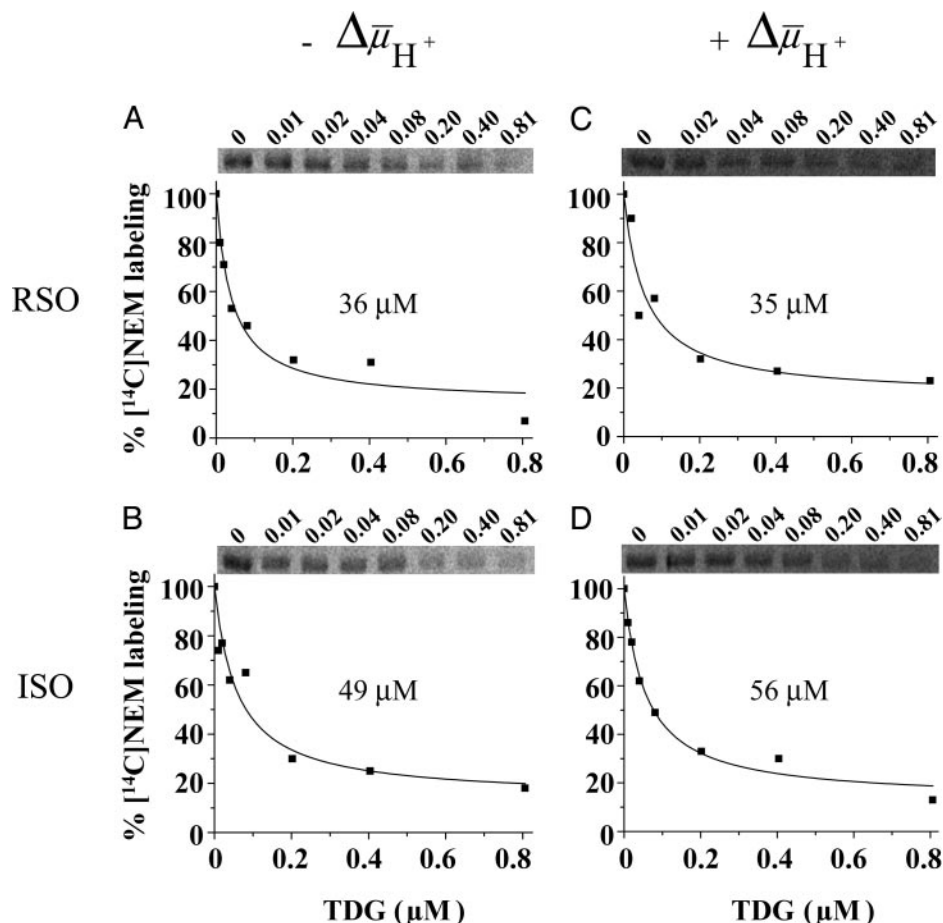 - Δμ̄H+
+ Δμ̄H+
A
0 0.01 0.02 0.04 0.08 0.20 0.40 0.81
C
0 0.02 0.04 0.08 0.20 0.40 0.81
RSO
% [14C]NEM labeling
100
80
60
40
20
0
36 μM
0 0.2 0.4 0.6 0.8
100
80
60
40
20
0
35 μM
0 0.2 0.4 0.6 0.8
B
0 0.01 0.02 0.04 0.08 0.20 0.40 0.81
D
0 0.01 0.02 0.04 0.08 0.20 0.40 0.81
ISO
% [14C]NEM labeling
100
80
60
40
20
0
49 μM
0 0.2 0.4 0.6 0.8
TDG (μM)
100
80
60
40
20
0
56 μM
0 0.2 0.4 0.6 0.8
TDG (μM)